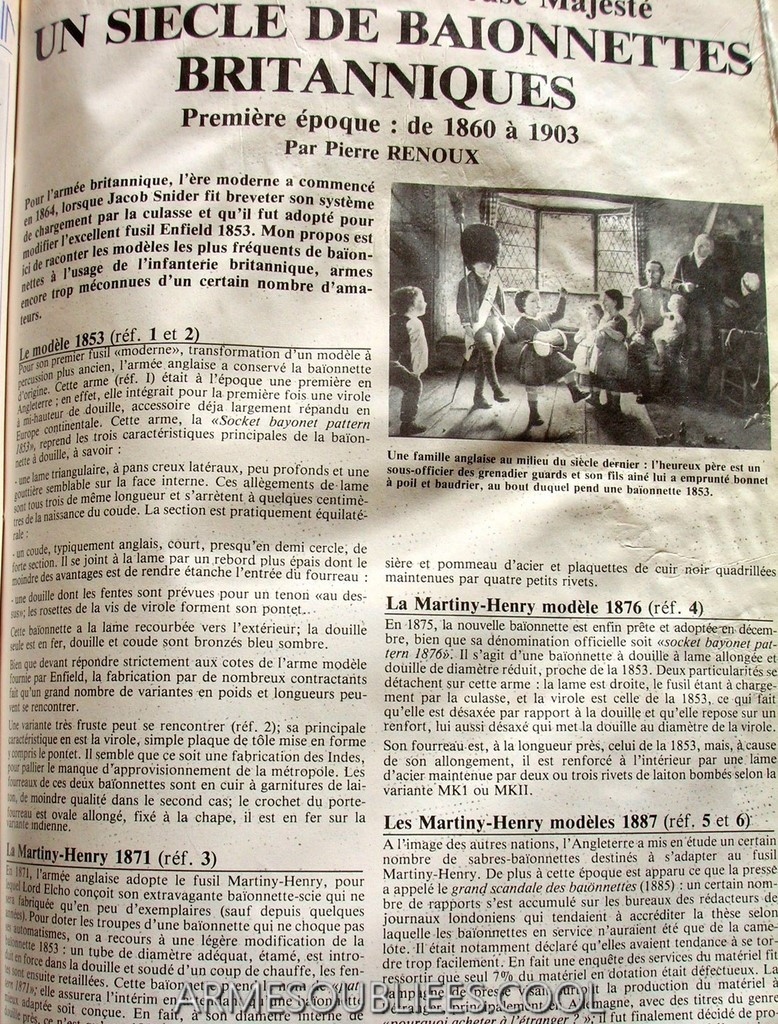 Majesté
UN SIECLE DE BAIONNETTES
BRITANNIQUES
Première époque : de 1860 à 1903
Par Pierre RENOUX
Pour l'armée britannique, l'ère moderne a commencé
en 1864, lorsque Jacob Snider fit breveter son système
de chargement par la culasse et qu'il fut adopté pour
modifier l'excellent fusil Enfield 1853. Mon propos est
ici de raconter les modèles les plus fréquents de baïon-
nettes à l'usage de l'infanterie britannique, armes
encore trop méconnues d'un certain nombre d'ama-
teurs.
Le modèle 1853 (réf. 1 et 2)
Pour son premier fusil «moderne», transformation d'un modèle à
percussion plus ancien, l'armée anglaise a conservé la baïonnette
d'origine. Cette arme (réf. I) était à l'époque une première en
Angleterre ; en effet, elle intégrait pour la première fois une virole
à mi-hauteur de douille, accessoire déja largement répandu en
Europe continentale. Cette arme, la «Socket bayonet pattern
1853», reprend les trois caractéristiques principales de la baïon-
nette à douille, à savoir :
- une lame triangulaire, à pans creux latéraux, peu profonds et une
gouttière semblable sur la face interne. Ces allègements de lame
sont tous trois de même longueur et s'arrêtent à quelques centimè-
tres de la naissance du coude. La section est pratiquement équilaté-
rale :
- un coude, typiquement anglais, court, presqu'en demi cercle, de
forte section. Il se joint à la lame par un rebord plus épais dont le
moindre des avantages est de rendre étanche l'entrée du fourreau :
- une douille dont les fentes sont prévues pour un tenon «au des-
sus»; les rosettes de la vis de virole forment son pontet.
Cette baïonnette a la lame recourbée vers l'extérieur; la douille
seule est en fer, douille et coude sont bronzés bleu sombre.
Bien que devant répondre strictement aux cotes de l'arme modèle
fournie par Enfield, la fabrication par de nombreux contractants
fait qu'un grand nombre de variantes en poids et longueurs peu-
vent se rencontrer.
Une variante très fruste peut se rencontrer (réf. 2); sa principale
caractéristique en est la virole, simple plaque de tôle mise en forme
y compris le pontet. Il semble que ce soit une fabrication des Indes,
pour pallier le manque d'approvisionnement de la métropole. Les
fourreaux de ces deux baïonnettes sont en cuir à garnitures de lai-
ton, de moindre qualité dans le second cas; le crochet du porte-
fourreau est ovale allongé, fixé à la chape, il est en fer sur la
variante indienne.
La Martiny-Henry 1871 (réf. 3)
En 1871, l'armée anglaise adopte le fusil Martiny-Henry, pour
lequel Lord Elcho conçoit son extravagante baïonnette-scie qui ne
sera fabriquée qu'en peu d'exemplaires (sauf depuis quelques
années). Pour doter les troupes d'une baïonnette qui ne choque pas
automatismes, on a recours à une légère modification de la
baïonnette 1853 : un tube de diamètre adéquat, étamé, est intro-
duit en force dans la douille et soudé d'un coup de chauffe, les fen-
sont ensuite retaillées. Cette baïonnette
1871»; elle assurera l'intérim en
adaptée soit conçue. En fait, à son diamètre interne de
Une famille anglaise au milieu du siècle dernier : l'heureux père est un
sous-officier des grenadier guards et son fils ainé lui a emprunté bonnet
à poil et baudrier, au bout duquel pend une baïonnette 1853.
sière et pommeau d'acier et plaquettes de cuir noir quadrillées
maintenues par quatre petits rivets.
La Martiny-Henry modèle 1876 (réf. 4)
En 1875, la nouvelle baïonnette est enfin prête et adoptée en décem-
bre, bien que sa dénomination officielle soit «socket bayonet pat-
tern 1876». Il s'agit d'une baïonnette à douille à lame allongée et
douille de diamètre réduit, proche de la 1853. Deux particularités se
détachent sur cette arme : la lame est droite, le fusil étant à charge-
ment par la culasse, et la virole est celle de la 1853, ce qui fait
qu'elle est désaxée par rapport à la douille et qu'elle repose sur un
renfort, lui aussi désaxé qui met la douille au diamètre de la virole.
Son fourreau est, à la longueur près, celui de la 1853, mais, à cause
de son allongement, il est renforcé à l'intérieur par une lame
d'acier maintenue par deux ou trois rivets de laiton bombés selon la
variante MK1 ou MKII.
Les Martiny-Henry modèles 1887 (réf. 5 et 6)
A l'image des autres nations, l'Angleterre a mis en étude un certain
nombre de sabres-baïonnettes destinés à s'adapter au fusil
Martiny-Henry. De plus à cette époque est apparu ce que la presse
a appelé le grand scandale des baïonnettes (1885) : un certain nom-
bre de rapports s'est accumulé sur les bureaux des rédacteurs de
journaux londoniens qui tendaient à accréditer la thèse selon
laquelle les baïonnettes en service n'auraient été que de la came-
lote. Il était notamment déclaré qu'elles avaient tendance à se tor-
dre trop facilement. En fait une enquête des services du matériel fit
ressortir que seul 7% du matériel en dotation était défectueux. La
la production du matériel à
magne, avec des titres du genre
«pourquoi acheter à l'étranger ? »; il fut finalement décidé de pro
ARMESOUBLIEES.COOL